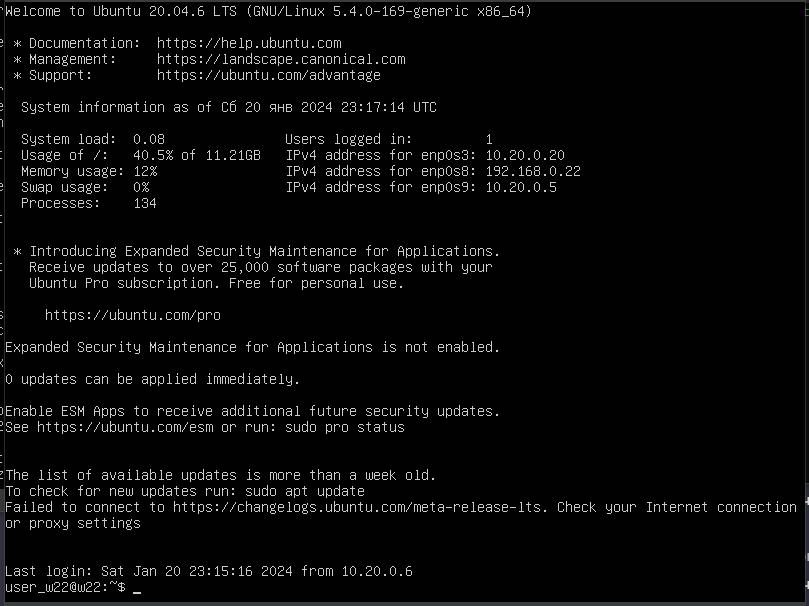 Welcome to Ubuntu 20.04.6 LTS (GNU/Linux 5.4.0-169-generic x86_64)
* Documentation:  https://help.ubuntu.com
* Management:     https://landscape.canonical.com
* Support:        https://ubuntu.com/advantage
System information as of Сб 20 янв 2024 23:17:14 UTC
System load:  0.08               Users logged in:         1
Usage of /:   40.5% of 11.21GB   IPv4 address for enp0s3: 10.20.0.20
Memory usage: 12%                IPv4 address for enp0s8: 192.168.0.22
Swap usage:   0%                 IPv4 address for enp0s9: 10.20.0.5
Processes:    134
* Introducing Expanded Security Maintenance for Applications.
Receive updates to over 25,000 software packages with your
Ubuntu Pro subscription. Free for personal use.
https://ubuntu.com/pro
Expanded Security Maintenance for Applications is not enabled.
0 updates can be applied immediately.
Enable ESM Apps to receive additional future security updates.
See https://ubuntu.com/esm or run: sudo pro status
The list of available updates is more than a week old.
To check for new updates run: sudo apt update
Failed to connect to https://changelogs.ubuntu.com/meta-release-lts. Check your Internet connection
or proxy settings
Last login: Sat Jan 20 23:15:16 2024 from 10.20.0.6
user_w22@w22:~$ _